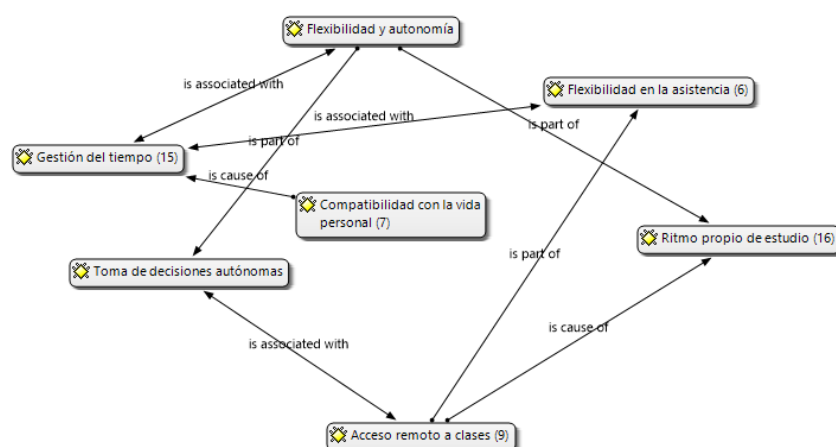 Flexibilidad y autonomía
is associated with
Flexibilidad en la asistencia (6)
is associated with
is part of
is part of
Gestión del tiempo (15)
is cause of
Compatibilidad con la vida
personal (7)
Ritmo propio de estudio (16)
is part of
Toma de decisiones autónomas
is cause of
is associated with
Acceso remoto a clases (9)